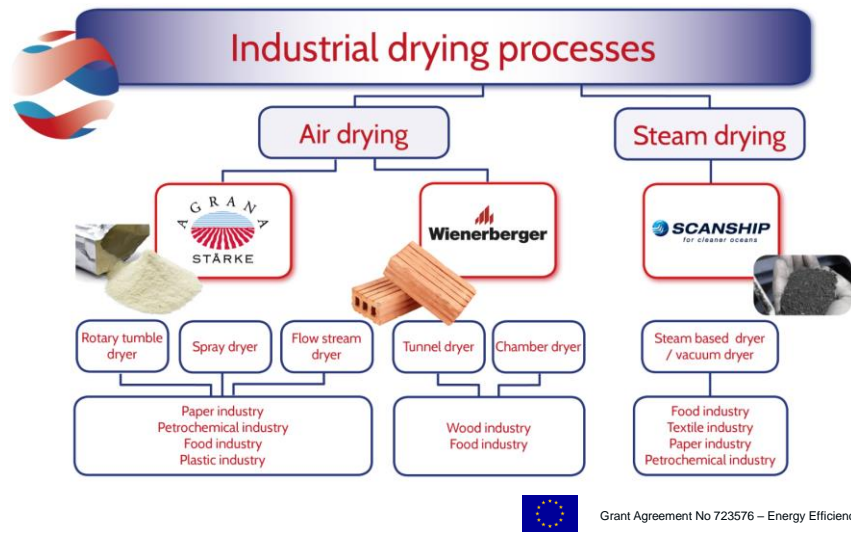 Industrial drying processes
Air drying
Steam drying
AGRANA
STÄRKE
Wienerberger
SCANSHIP
for cleaner oceans
Rotary tumble
dryer
Spray dryer
Flow stream
dryer
Tunnel dryer
Chamber dryer
Steam based dryer
/ vacuum dryer
Paper industry
Petrochemical industry
Food industry
Plastic industry
Wood industry
Food industry
Food industry
Textile industry
Paper industry
Petrochemical industry
Grant Agreement No 723576 – Energy Efficienc